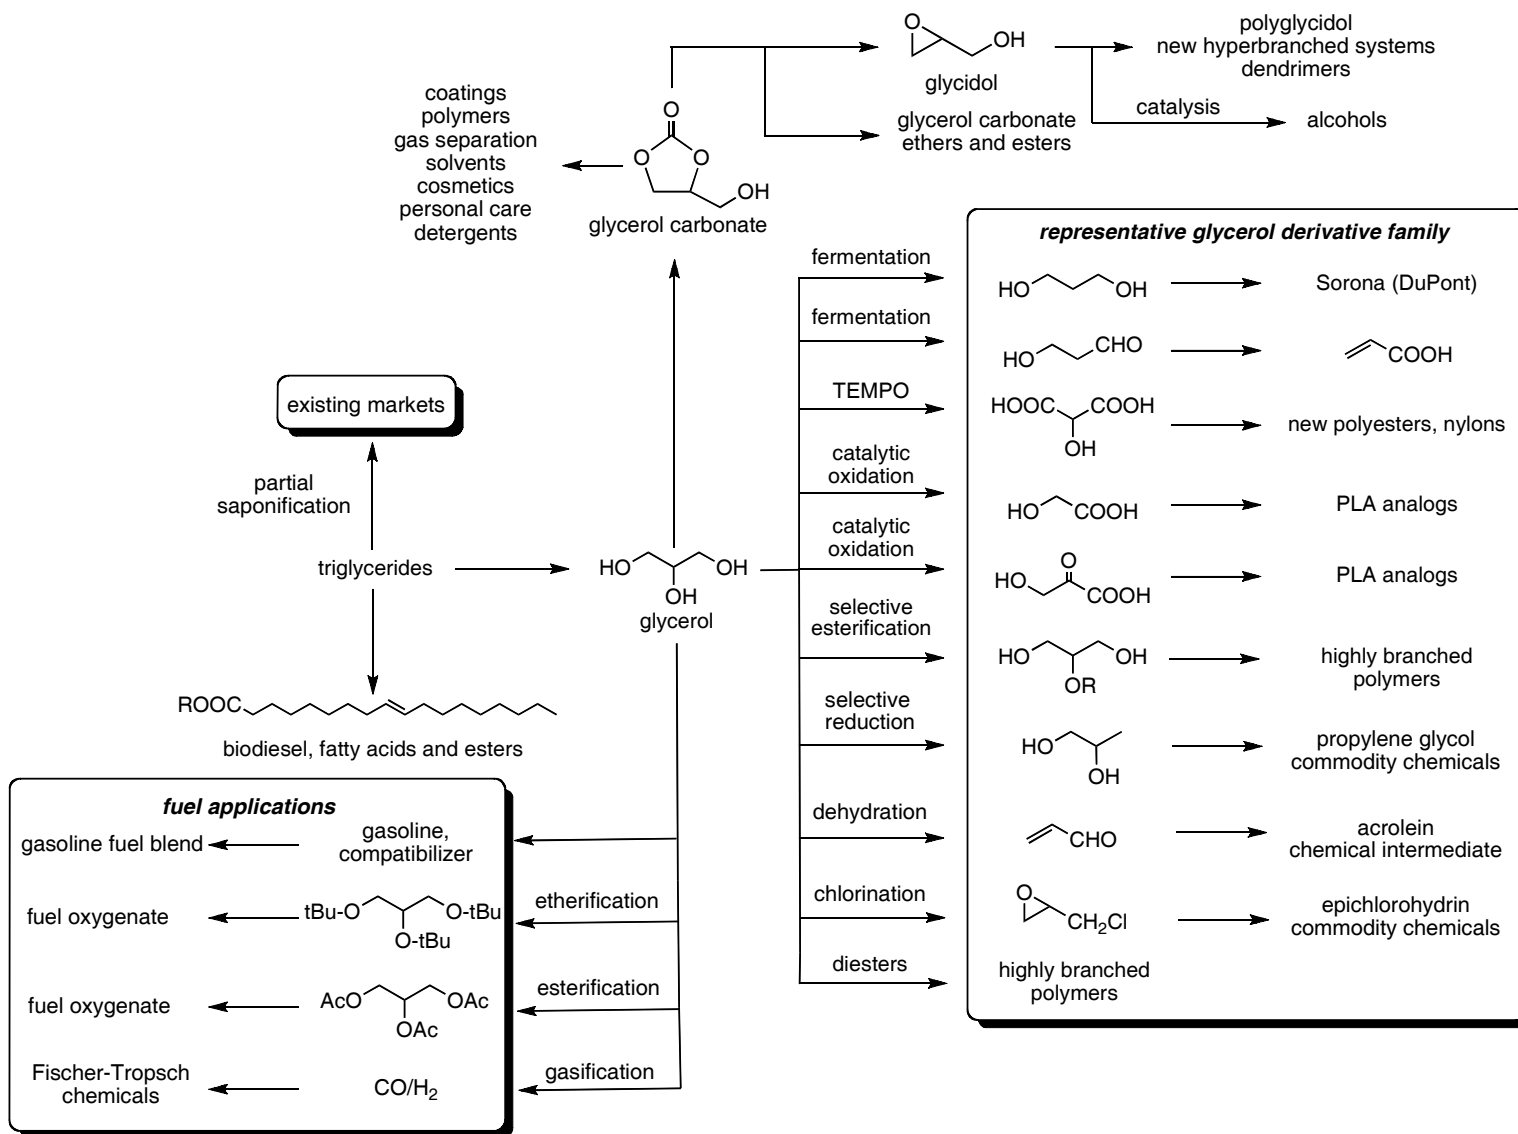 O
OH
glycidol
polyglycidol
new hyperbranched systems
dendrimers
catalysis
alcohols
glycerol carbonate
ethers and esters
coatings
polymers
gas separation
solvents
cosmetics
personal care
detergents
O
O
O
OH
glycerol carbonate
existing markets
partial
saponification
triglycerides
HO
OH
OH
glycerol
ROOC
biodiesel, fatty acids and esters
representative glycerol derivative family
fermentation
HO
OH
Sorona (DuPont)
fermentation
HO
CHO
COOH
TEMPO
HOOC
COOH
OH
new polyesters, nylons
catalytic
oxidation
HO
COOH
PLA analogs
catalytic
oxidation
HO
O
COOH
PLA analogs
selective
esterification
HO
OH
OR
highly branched
polymers
selective
reduction
HO
OH
propylene glycol
commodity chemicals
dehydration
CHO
acrolein
chemical intermediate
chlorination
O
CH2Cl
epichlorohydrin
commodity chemicals
diesters
highly branched
polymers
fuel applications
gasoline fuel blend
gasoline,
compatibilizer
fuel oxygenate
tBu-O
O-tBu
O-tBu
etherification
fuel oxygenate
AcO
OAc
OAc
esterification
Fischer-Tropsch
chemicals
CO/H2
gasification